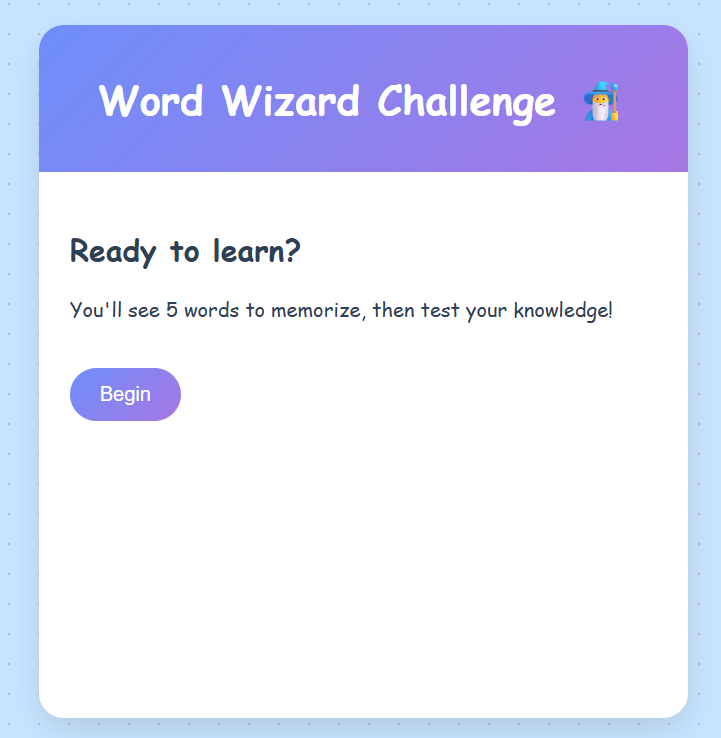 Word Wizard Challenge 🧙‍♂️
Ready to learn?
You'll see 5 words to memorize, then test your knowledge!
Begin